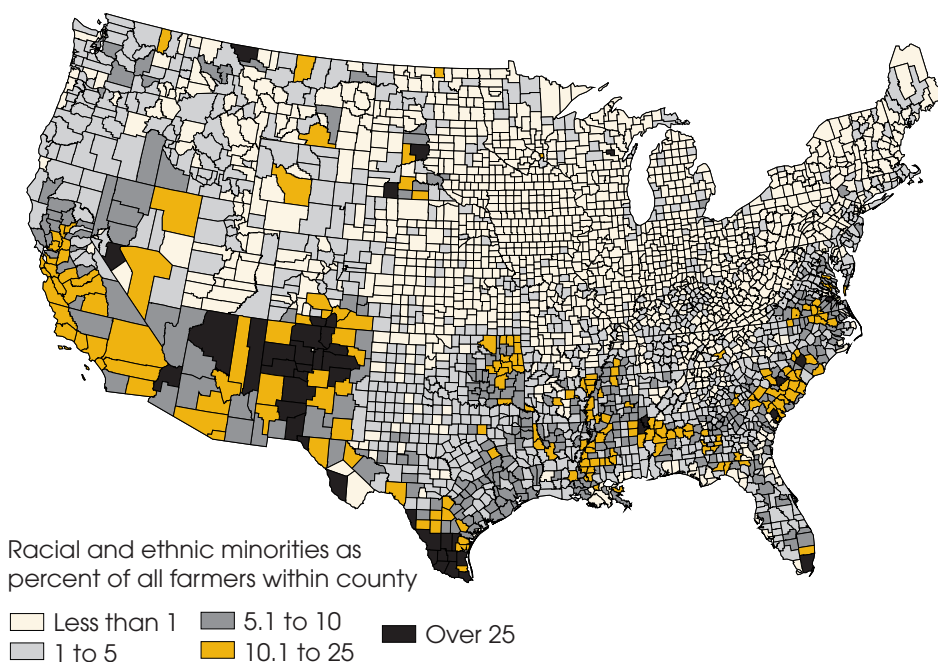 Racial and ethnic minorities as
percent of all farmers within county
Less than 1
1 to 5
5.1 to 10
10.1 to 25
Over 25